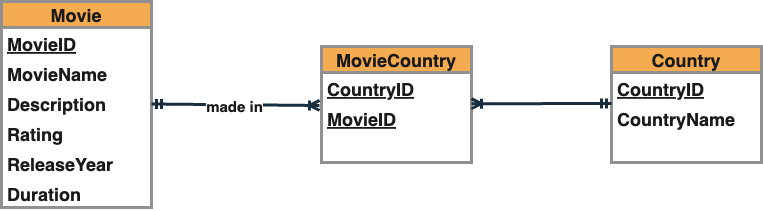 Movie
MovieID
MovieName
Description
Rating
ReleaseYear
Duration
made in
MovieCountry
CountryID
MovieID
Country
CountryID
CountryName